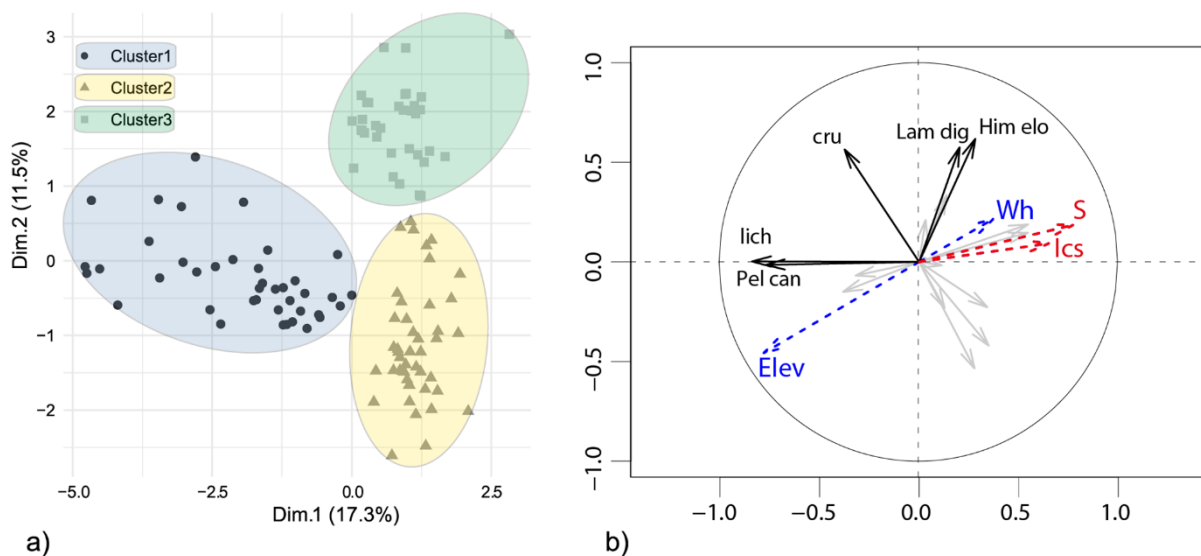 3
2
1
0
−1
−2
Dim.2 (11.5%)
Cluster1
Cluster2
Cluster3
−5.0
−2.5
0.0
2.5
Dim.1 (17.3%)
a)
1.0
0.5
0.0
−0.5
−1.0
cru
Lam dig
Him elo
Wh
S
Ics
lich
Pel can
Elev
−1.0
−0.5
0.0
0.5
1.0
b)